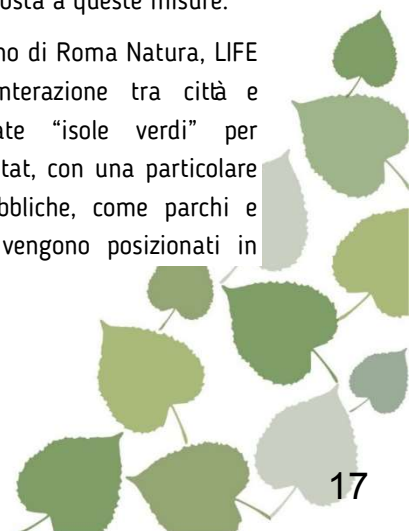 osta a queste misure.
no di Roma Natura, LIFE
nterazione tra città e
ate “isole verdi” per
tat, con una particolare
bbliche, come parchi e
vengono posizionati in
17